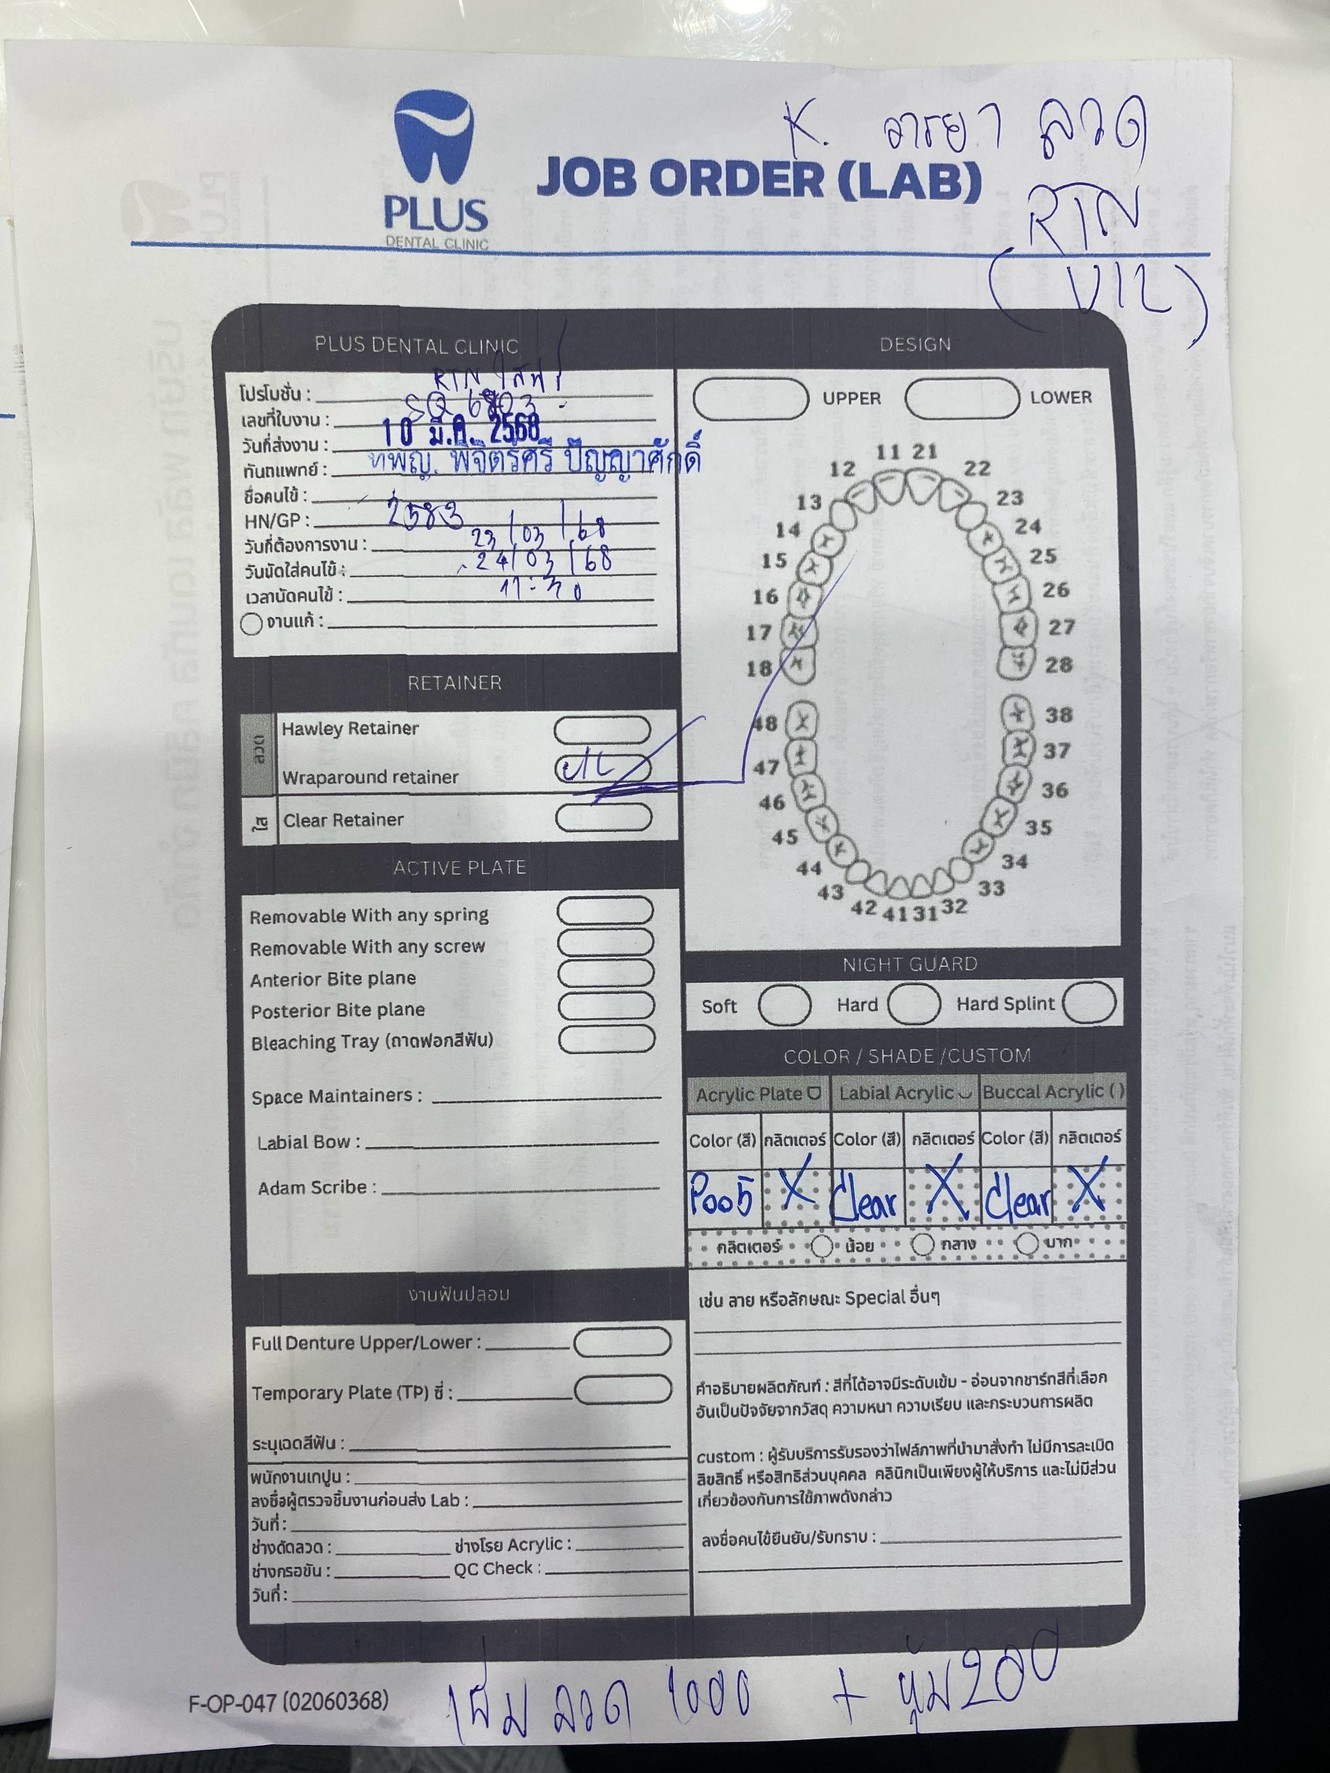 K. อารยา ลวด
RTN
(U/L)
PLUS
DENTAL CLINIC
JOB ORDER (LAB)
PLUS DENTAL CLINIC
โปรโมชั่น : RTN
เลขที่ใบงาน :
วันที่ส่งงาน : 10 มี.ค. 2568
ทันตแพทย์ : ทพญ. พิจิตร์ศรี ปัญญาศักดิ์
ชื่อคนไข้ :
HN/GP : 2583
วันที่ต้องการงาน : 23/03/68
วันนัดใส่คนไข้ : 24/03/68
เวลานัดคนไข้ : 17:30
งานแก้ :
RETAINER
ลวด
Hawley Retainer
Wraparound retainer U/L
ใส
Clear Retainer
ACTIVE PLATE
Removable With any spring
Removable With any screw
Anterior Bite plane
Posterior Bite plane
Bleaching Tray (ถาดฟอกสีฟัน)
Space Maintainers :
Labial Bow :
Adam Scribe :
งานฟันปลอม
Full Denture Upper/Lower :
Temporary Plate (TP) ซี่ :
ระบุเฉดสีฟัน :
พนักงานเทปูน :
ลงชื่อผู้ตรวจชิ้นงานก่อนส่ง Lab :
วันที่ :
ช่างดัดลวด : ช่างโรย Acrylic :
ช่างกรอขัน : QC Check :
วันที่ :
DESIGN
UPPER LOWER
11 21
12 22
13 23
14 24
15 25
16 26
17 27
18 28
48 38
47 37
46 36
45 35
44 34
43 33
42 41 31 32
NIGHT GUARD
Soft Hard Hard Splint
COLOR / SHADE /CUSTOM
Acrylic Plate Labial Acrylic Buccal Acrylic ( )
Color (สี) กลิตเตอร์ Color (สี) กลิตเตอร์ Color (สี) กลิตเตอร์
P005 X Clear X Clear X
กลิตเตอร์ น้อย กลาง มาก
เช่น ลาย หรือลักษณะ Special อื่นๆ
คำอธิบายผลิตภัณฑ์ : สีที่ได้อาจมีระดับเข้ม - อ่อนจากชาร์ทสีที่เลือก
อันเป็นปัจจัยจากวัสดุ ความหนา ความเรียบ และกระบวนการผลิต
custom : ผู้รับบริการรับรองว่าไฟล์ภาพที่นำมาสั่งทำ ไม่มีการละเมิด
ลิขสิทธิ์ หรือสิทธิส่วนบุคคล คลินิกเป็นเพียงผู้ให้บริการ และไม่มีส่วน
เกี่ยวข้องกับการใช้ภาพดังกล่าว
ลงชื่อคนไข้ยืนยัน/รับทราบ :
F-OP-047 (02060368)
เพิ่ม ลวด 1000 + หุ้ม 200